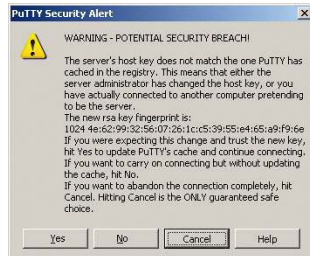 PuTTY Security Alert
WARNING - POTENTIAL SECURITY BREACH!
The server's host key does not match the one PuTTY has
cached in the registry. This means that either the
server administrator has changed the host key, or you
have actually connected to another computer pretending
to be the server.
The new rsa key fingerprint is:
1024 4e:62:99:32:56:07:26:1c:c5:39:55:e4:65:a9:f9:6e
If you were expecting this change and trust the new key,
hit Yes to update PuTTY's cache and continue connecting.
If you want to carry on connecting but without updating
the cache, hit No.
If you want to abandon the connection completely, hit
Cancel. Hitting Cancel is the ONLY guaranteed safe
choice.
Yes
No
Cancel
Help